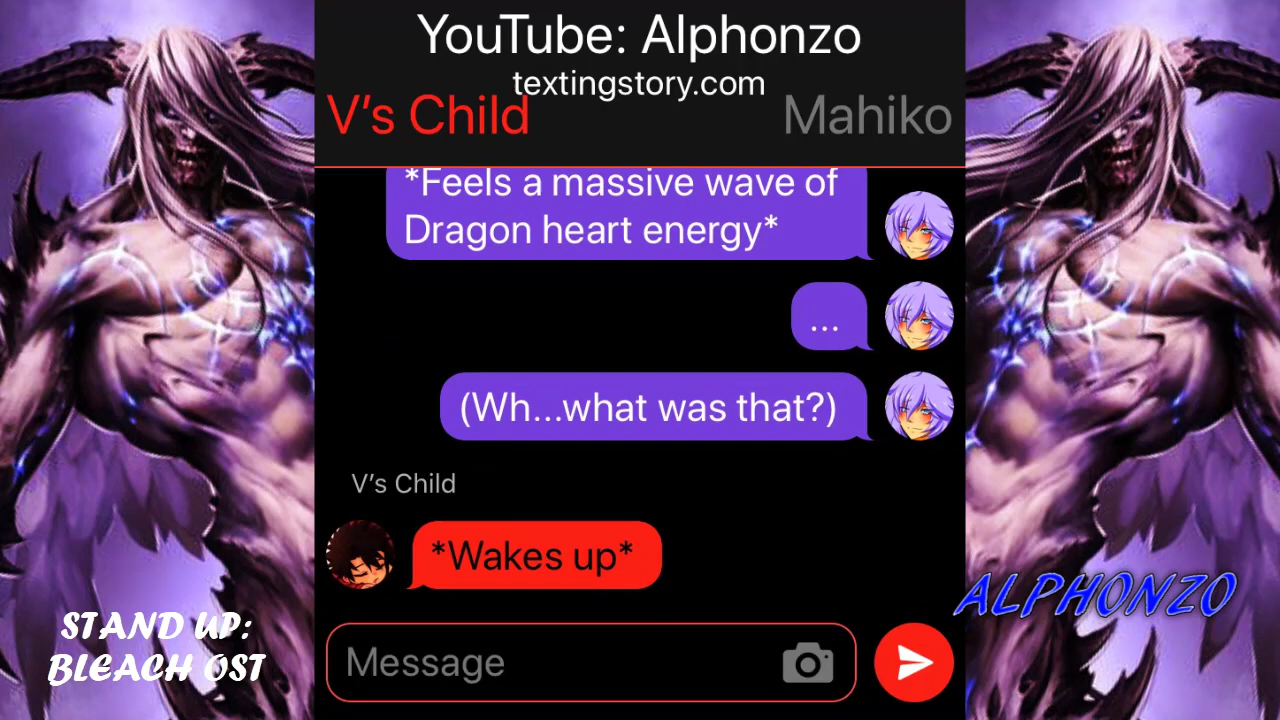 YouTube: Alphonzo
textingstory.com
V’s Child
Mahiko
*Feels a massive wave of
Dragon heart energy*
...
(Wh...what was that?)
V’s Child
*Wakes up*
Message
STAND UP:
BLEACH OST
ALPHONZO